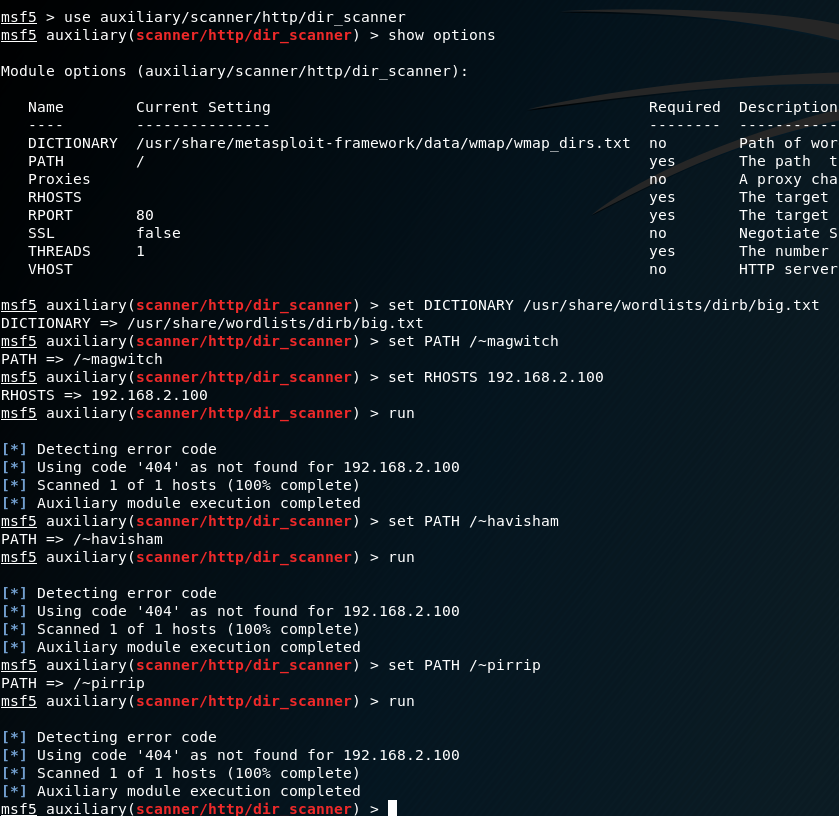 msf5 > use auxiliary/scanner/http/dir_scanner
msf5 auxiliary(scanner/http/dir_scanner) > show options
Module options (auxiliary/scanner/http/dir_scanner):
Name Current Setting Required Description
---- --------------- -------- -----------
DICTIONARY /usr/share/metasploit-framework/data/wmap/wmap_dirs.txt no Path of wor
PATH / yes The path t
Proxies no A proxy cha
RHOSTS yes The target
RPORT 80 yes The target
SSL false no Negotiate S
THREADS 1 yes The number
VHOST no HTTP server
msf5 auxiliary(scanner/http/dir_scanner) > set DICTIONARY /usr/share/wordlists/dirb/big.txt
DICTIONARY => /usr/share/wordlists/dirb/big.txt
msf5 auxiliary(scanner/http/dir_scanner) > set PATH /~magwitch
PATH => /~magwitch
msf5 auxiliary(scanner/http/dir_scanner) > set RHOSTS 192.168.2.100
RHOSTS => 192.168.2.100
msf5 auxiliary(scanner/http/dir_scanner) > run
[*] Detecting error code
[*] Using code '404' as not found for 192.168.2.100
[*] Scanned 1 of 1 hosts (100% complete)
[*] Auxiliary module execution completed
msf5 auxiliary(scanner/http/dir_scanner) > set PATH /~havisham
PATH => /~havisham
msf5 auxiliary(scanner/http/dir_scanner) > run
[*] Detecting error code
[*] Using code '404' as not found for 192.168.2.100
[*] Scanned 1 of 1 hosts (100% complete)
[*] Auxiliary module execution completed
msf5 auxiliary(scanner/http/dir_scanner) > set PATH /~pirrip
PATH => /~pirrip
msf5 auxiliary(scanner/http/dir_scanner) > run
[*] Detecting error code
[*] Using code '404' as not found for 192.168.2.100
[*] Scanned 1 of 1 hosts (100% complete)
[*] Auxiliary module execution completed
msf5 auxiliary(scanner/http/dir_scanner) >